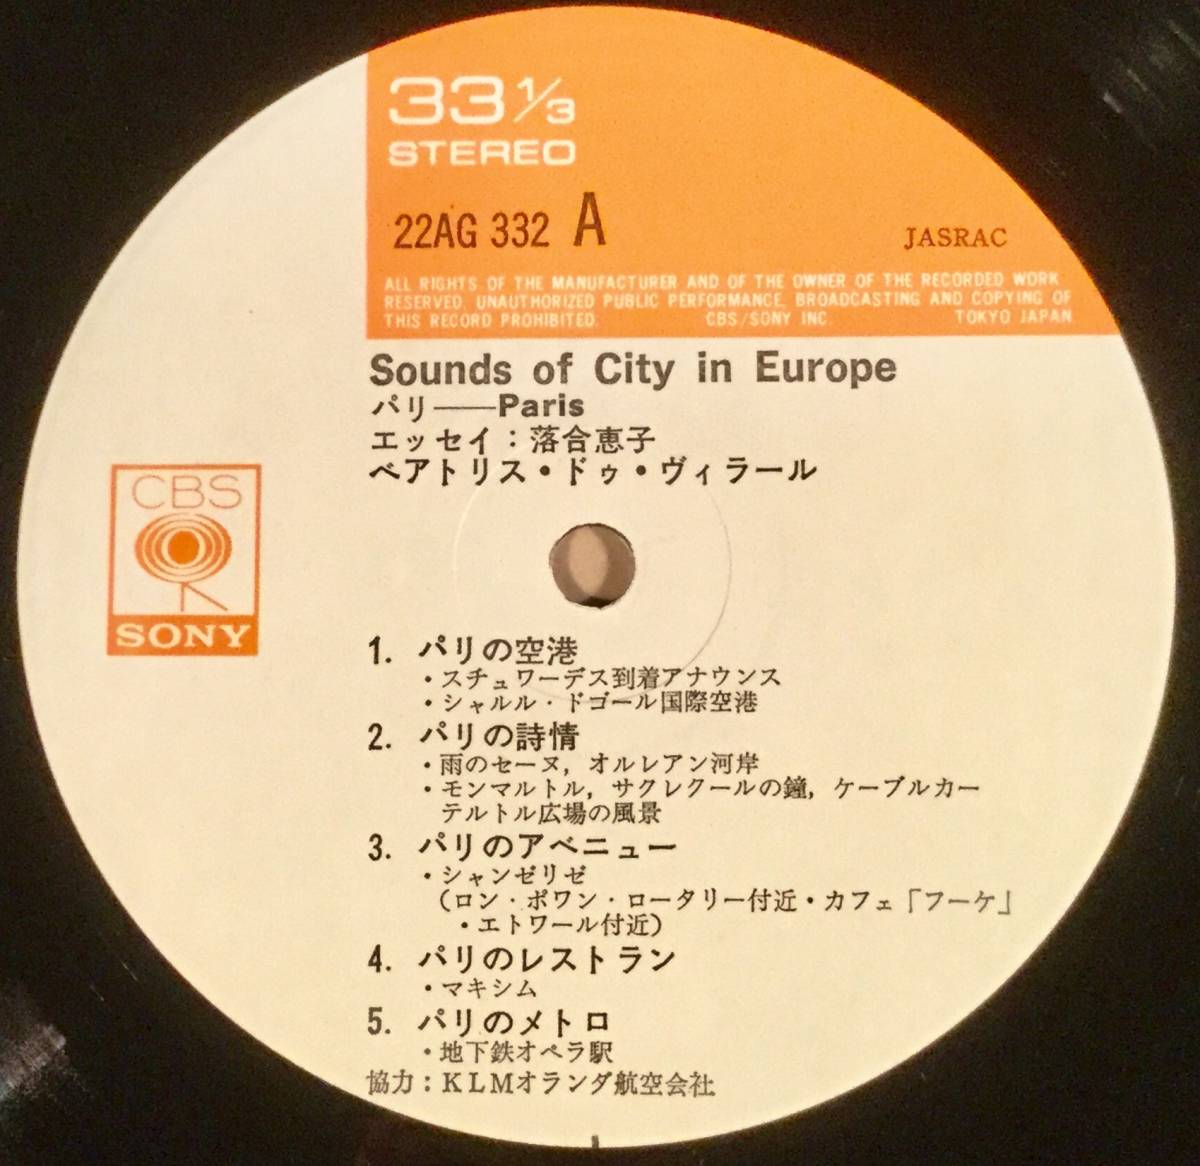 33 1/3
STEREO
22AG 332 A
JASRAC
ALL RIGHTS OF THE MANUFACTURER AND OF THE OWNER OF THE RECORDED WORK
RESERVED. UNAUTHORIZED PUBLIC PERFORMANCE, BROADCASTING AND COPYING OF
THIS RECORD PROHIBITED. CBS/SONY INC. TOKYO JAPAN
Sounds of City in Europe
パリ——Paris
エッセイ：落合恵子
ベアトリス・ドゥ・ヴィラール
CBS
SONY
1. パリの空港
・スチュワーデス到着アナウンス
・シャルル・ドゴール国際空港
2. パリの詩情
・雨のセーヌ，オルレアン河岸
・モンマルトル，サクレクールの鐘，ケーブルカー
テルトル広場の風景
3. パリのアベニュー
・シャンゼリゼ
（ロン・ポワン・ロータリー付近・カフェ「フーケ」
・エトワール付近）
4. パリのレストラン
・マキシム
5. パリのメトロ
・地下鉄オペラ駅
協力：KLMオランダ航空会社